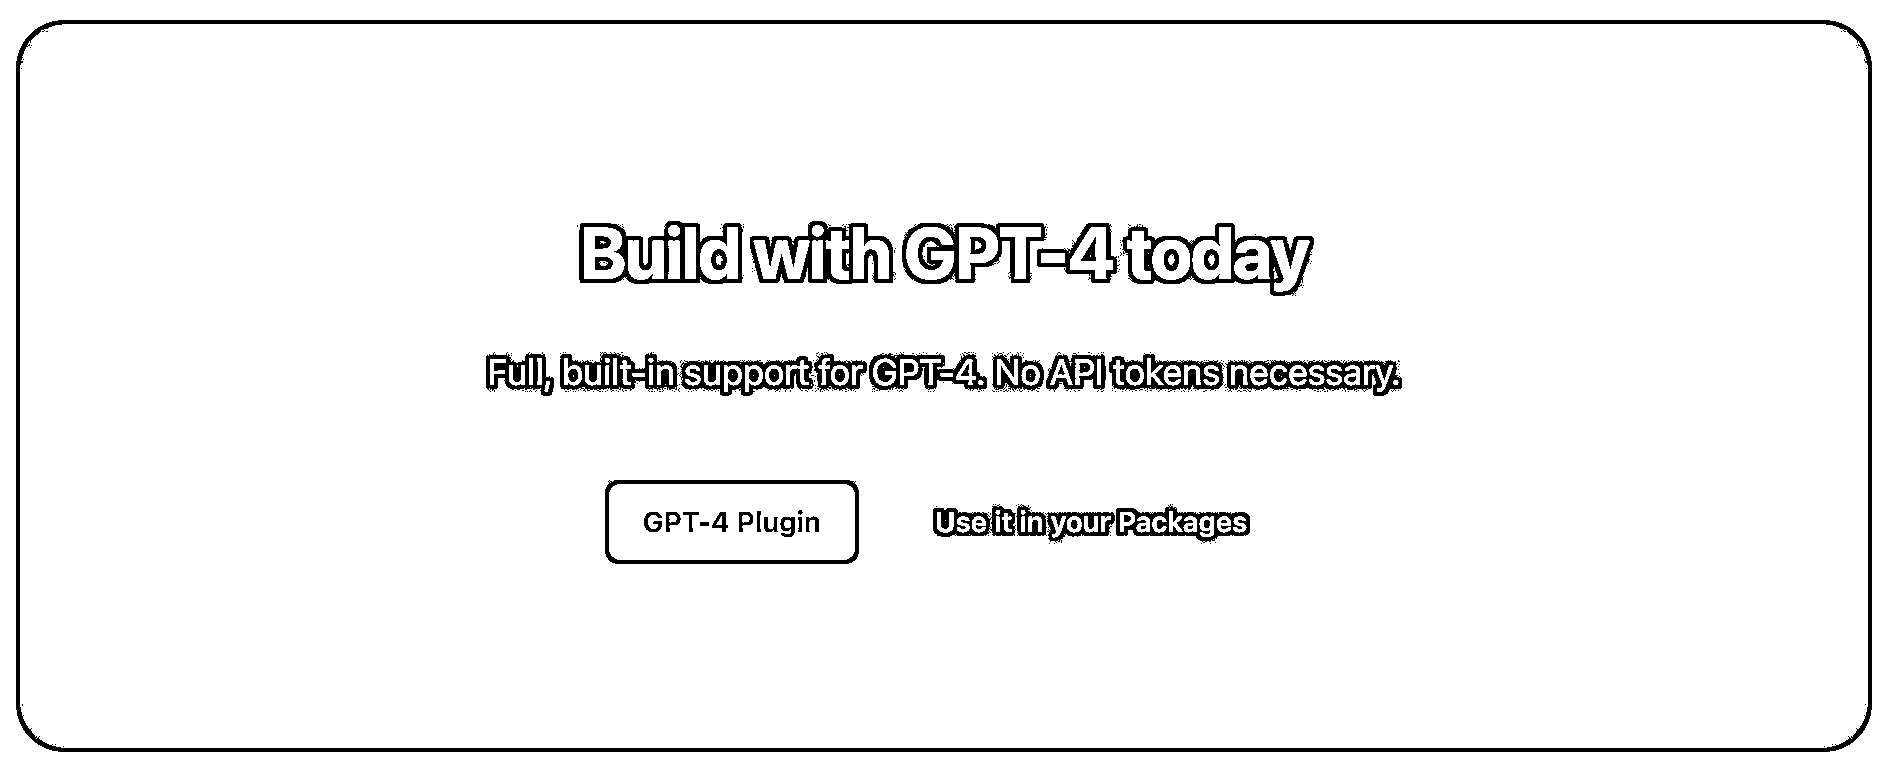 Build with GPT-4 today
Full, built-in support for GPT-4. No API tokens necessary.
GPT-4 Plugin
Use it in your Packages